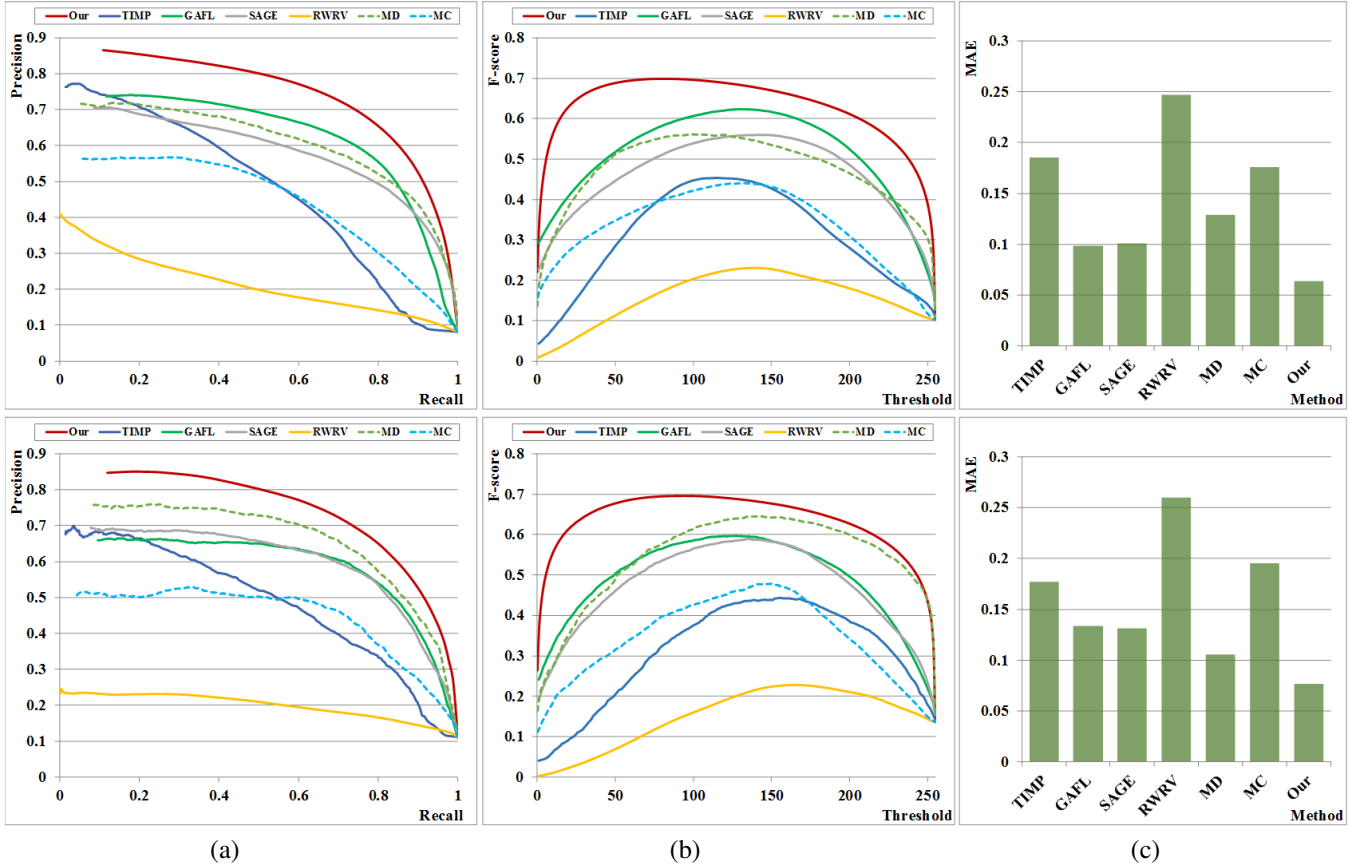 Our TIMP GAFL SAGE RWRV MD MC
Precision
0.9
0.8
0.7
0.6
0.5
0.4
0.3
0.2
0.1
0
0 0.2 0.4 0.6 0.8 1
Recall
Our TIMP GAFL SAGE RWRV MD MC
F-score
0.8
0.7
0.6
0.5
0.4
0.3
0.2
0.1
0
0 50 100 150 200 250
Threshold
MAE
0.3
0.25
0.2
0.15
0.1
0.05
0
TIMP GAFL SAGE RWRV MD MC Our
Method
Our TIMP GAFL SAGE RWRV MD MC
Precision
0.9
0.8
0.7
0.6
0.5
0.4
0.3
0.2
0.1
0
0 0.2 0.4 0.6 0.8 1
Recall
Our TIMP GAFL SAGE RWRV MD MC
F-score
0.8
0.7
0.6
0.5
0.4
0.3
0.2
0.1
0
0 50 100 150 200 250
Threshold
MAE
0.3
0.25
0.2
0.15
0.1
0.05
0
TIMP GAFL SAGE RWRV MD MC Our
Method
(a) (b) (c)